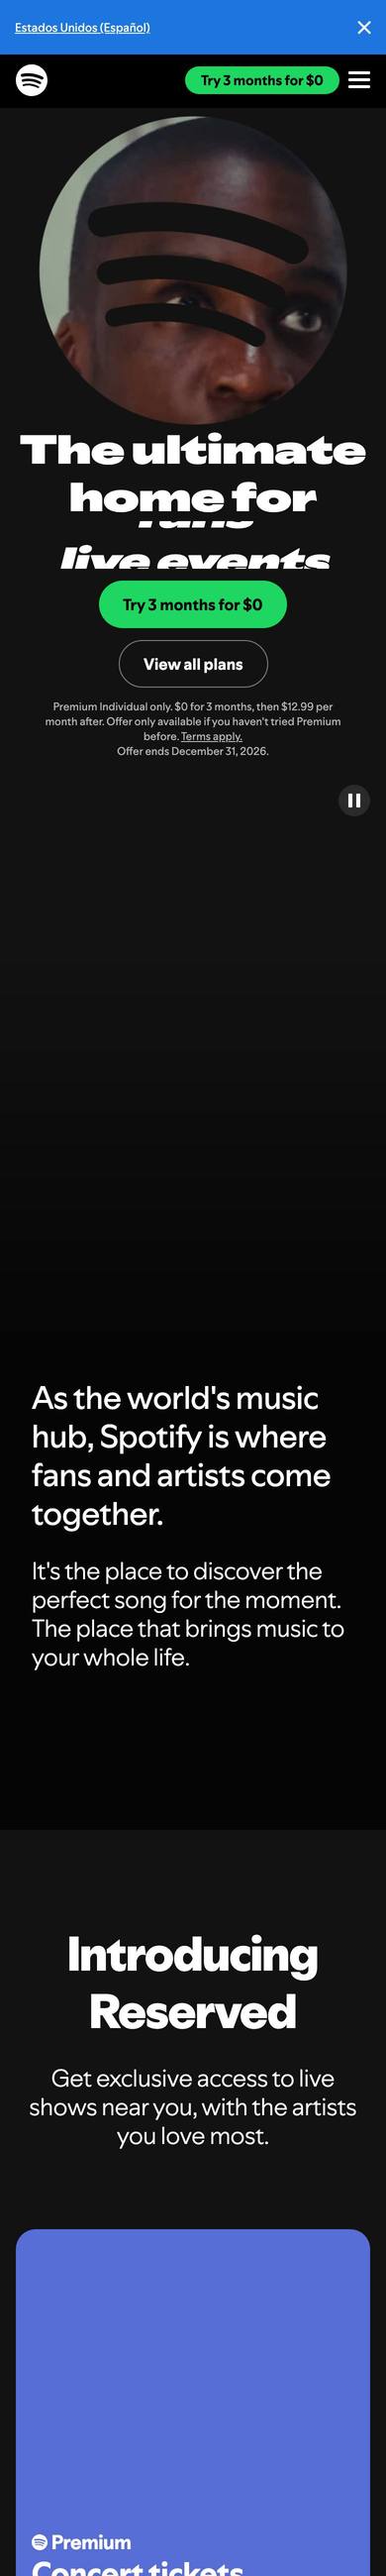 Estados Unidos (Español)
Try 3 months for $0
The ultimate
home for
fans
live events
Try 3 months for $0
View all plans
Premium Individual only. $0 for 3 months, then $12.99 per
month after. Offer only available if you haven't tried Premium
before. Terms apply.
Offer ends December 31, 2026.
As the world's music
hub, Spotify is where
fans and artists come
together.
It's the place to discover the
perfect song for the moment.
The place that brings music to
your whole life.
Introducing
Reserved
Get exclusive access to live
shows near you, with the artists
you love most.
Premium
Concert tickets